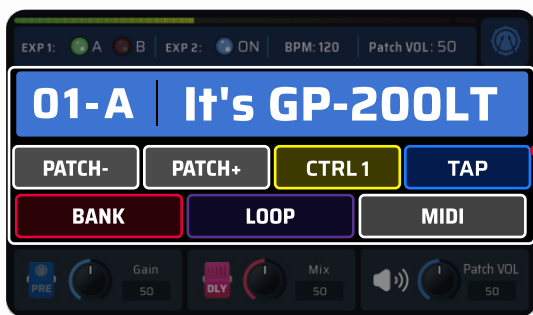 EXP 1: A B EXP 2: ON BPM: 120 Patch VOL: 50
01-A It's GP-200LT
PATCH- PATCH+ CTRL 1 TAP
BANK LOOP MIDI
Gain Mix Patch VOL
PRE 50 DLY 50 50